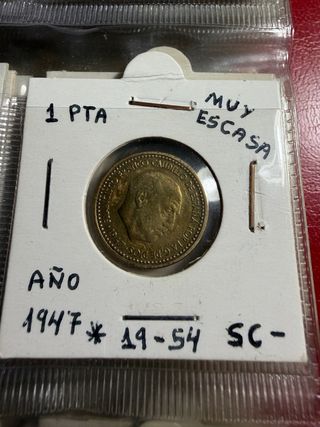 1 PTA
MUY
ESCASA
AÑO
1947 * 19-54 SC-